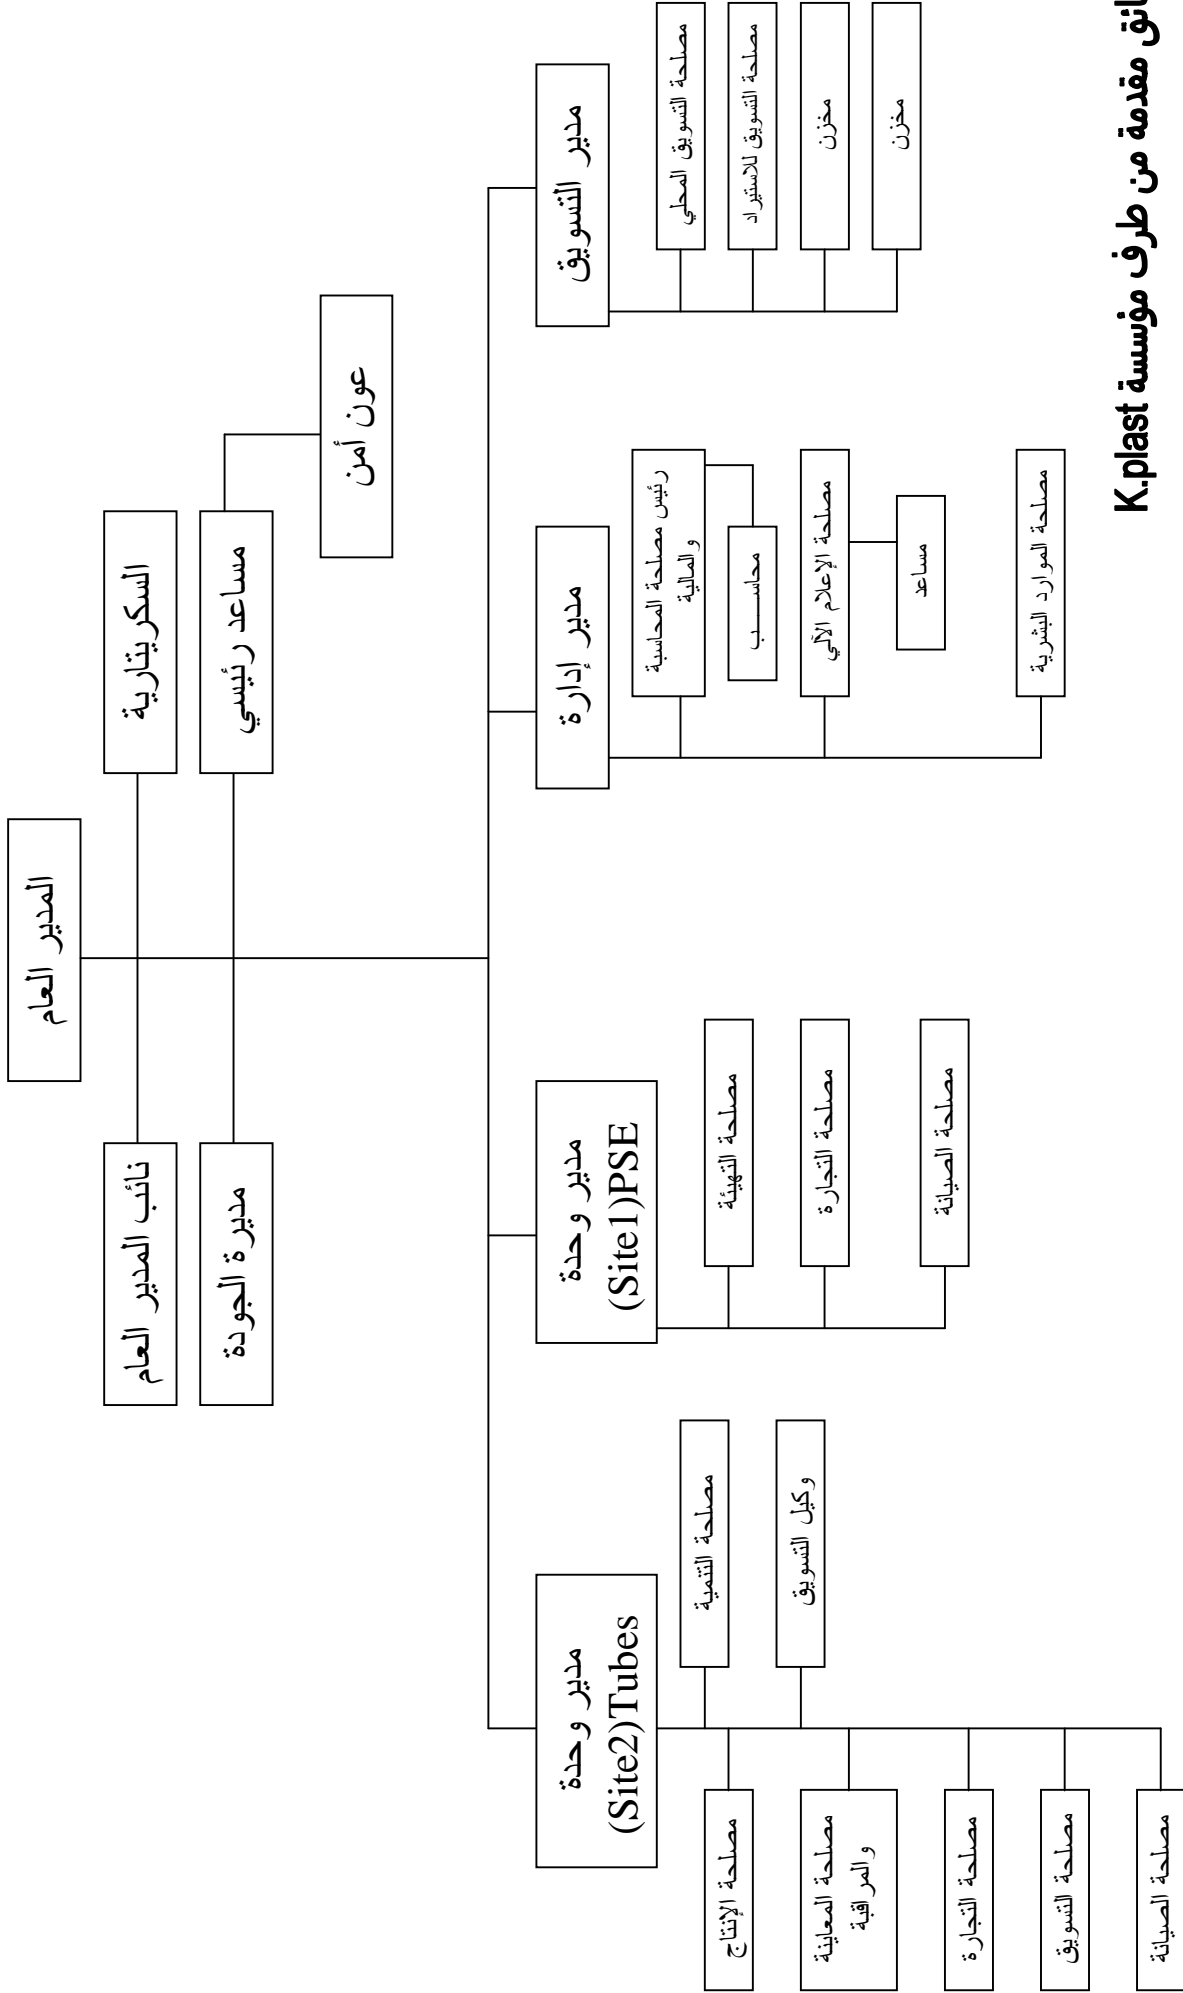 المدير العام
نائب المدير العام
السكريتارية
مديرة الجودة
مساعد رئيسي
عون أمن
مدير وحدة
(Site2)Tubes
مدير وحدة
(Site1)PSE
مدير إدارة
مدير التسويق
مصلحة التنمية
وكيل التسويق
مصلحة الإنتاج
مصلحة المعاينة
والمراقبة
مصلحة التجارة
مصلحة التسويق
مصلحة الصيانة
مصلحة التهيئة
مصلحة التجارة
مصلحة الصيانة
رئيس مصلحة المحاسبة
والمالية
محاســـب
مصلحة الإعلام الآلي
مساعد
مصلحة الموارد البشرية
مصلحة التسويق المحلي
مصلحة التسويق للاستيراد
مخزن
مخزن
مقدمة من طرف مؤسسة K.plast